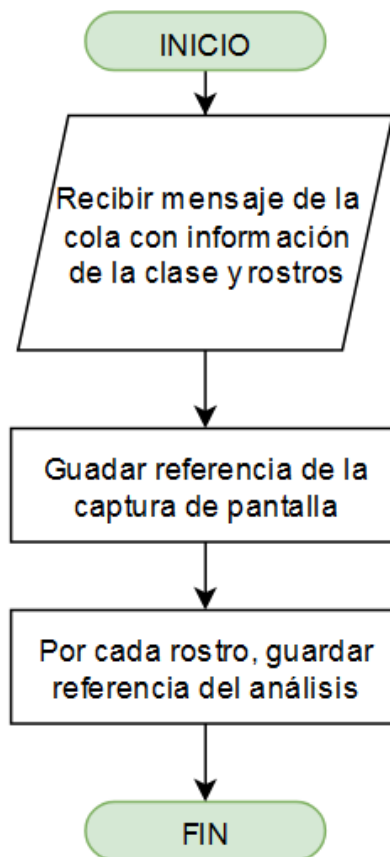 INICIO
Recibir mensaje de la
cola con información
de la clase y rostros
Guadar referencia de la
captura de pantalla
Por cada rostro, guardar
referencia del análisis
FIN